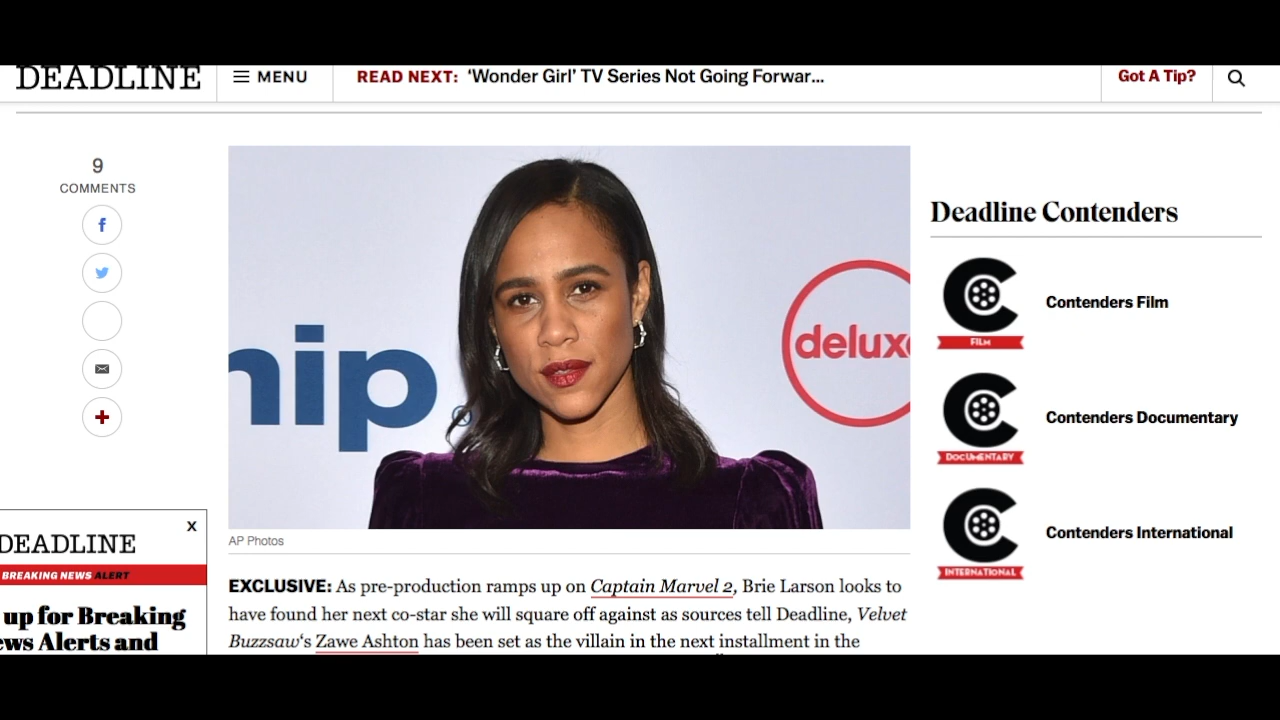 DEADLINE
MENU
READ NEXT: ‘Wonder Girl’ TV Series Not Going Forwar...
Got A Tip?
9
COMMENTS
hip
deluxe
Deadline Contenders
FILM
Contenders Film
DOCUMENTARY
Contenders Documentary
INTERNATIONAL
Contenders International
AP Photos
EXCLUSIVE: As pre-production ramps up on Captain Marvel 2, Brie Larson looks to
have found her next co-star she will square off against as sources tell Deadline, Velvet
Buzzsaw‘s Zawe Ashton has been set as the villain in the next installment in the
X
DEADLINE
BREAKING NEWS ALERT
up for Breaking
ews Alerts and